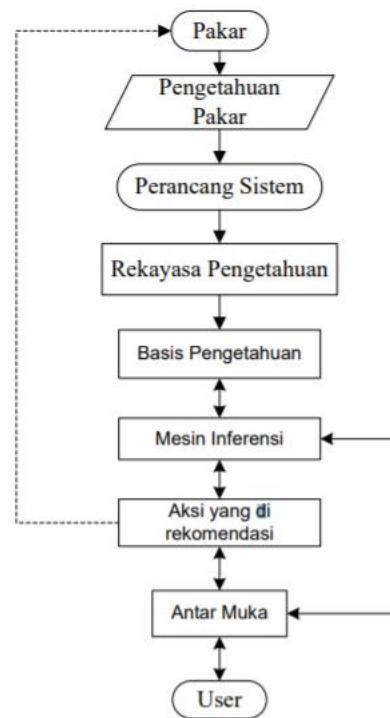 Pakar
Pengetahuan
Pakar
Perancang Sistem
Rekayasa Pengetahuan
Basis Pengetahuan
Mesin Inferensi
Aksi yang di
rekomendasi
Antar Muka
User